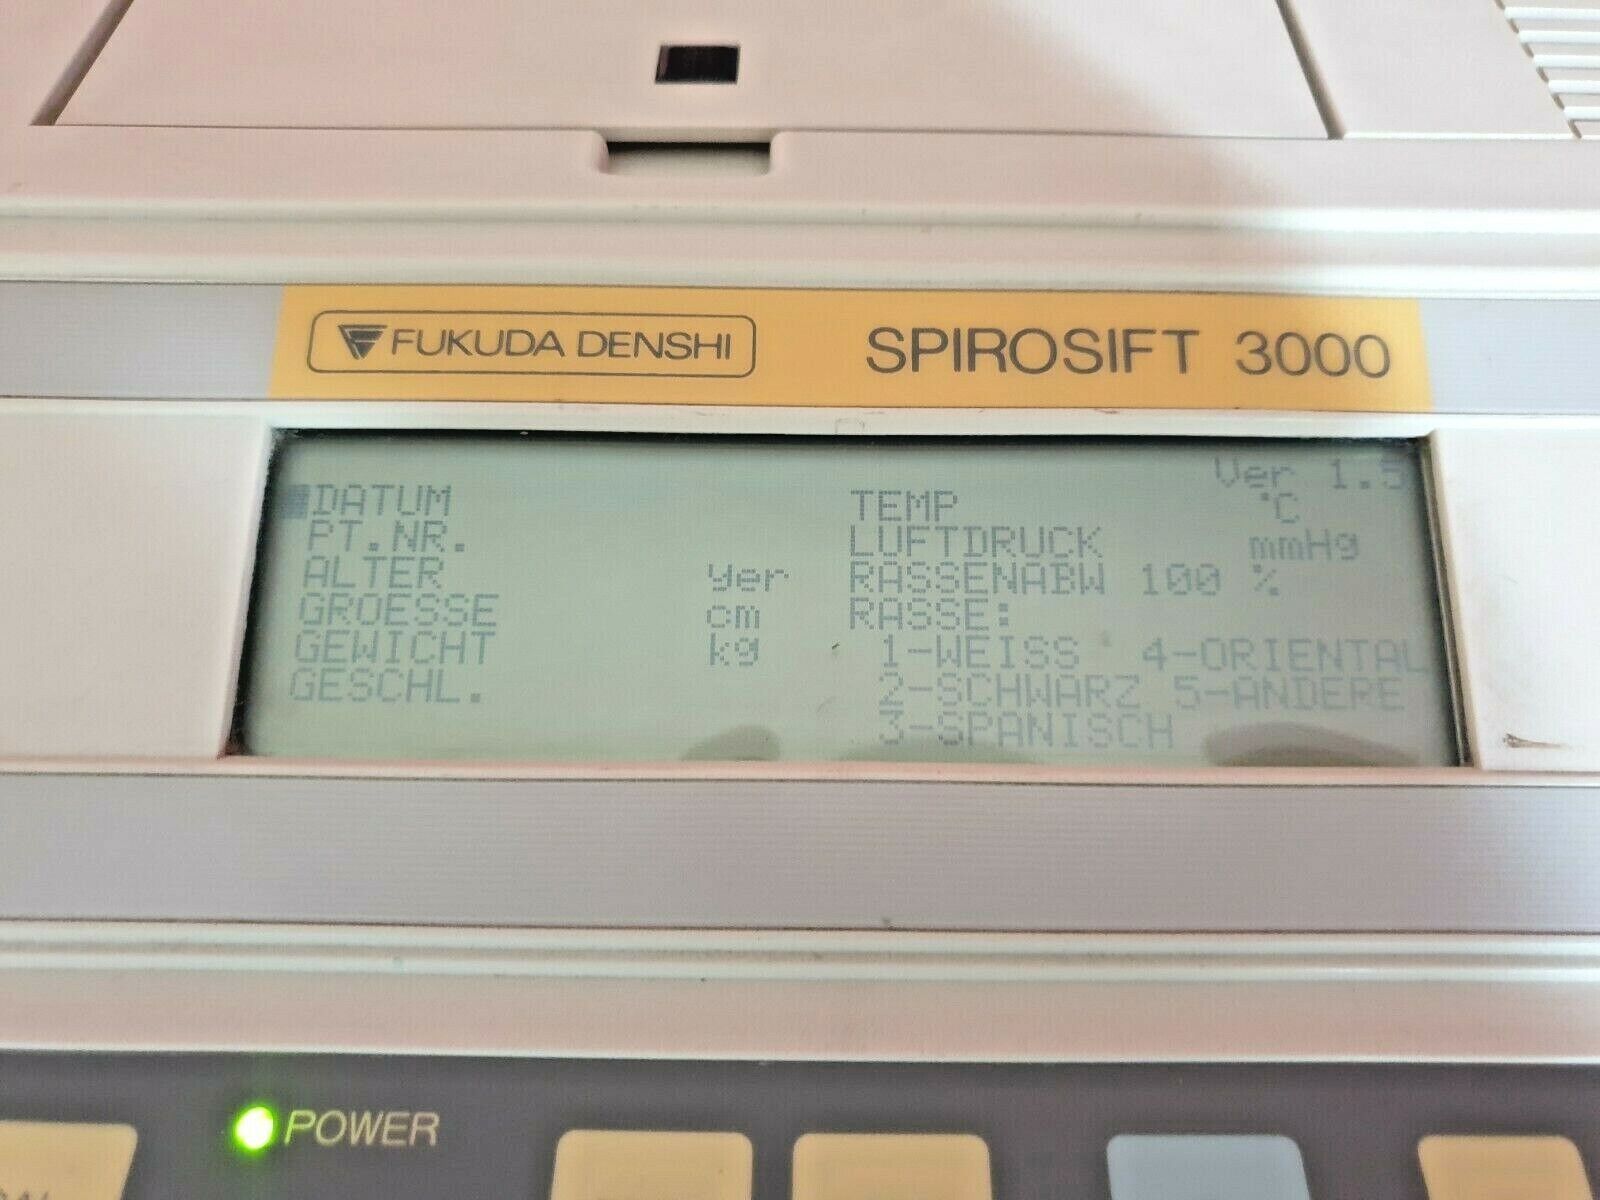 FUKUDA DENSHI SPIROSIFT 3000
Ver 1.5
DATUM TEMP °C
PT.NR. LUFTDRUCK mmHg
ALTER yer RASSENABW 100 %
GROESSE cm RASSE:
GEWICHT kg 1-WEISS 4-ORIENTAL
GESCHL. 2-SCHWARZ 5-ANDERE
3-SPANISCH
POWER